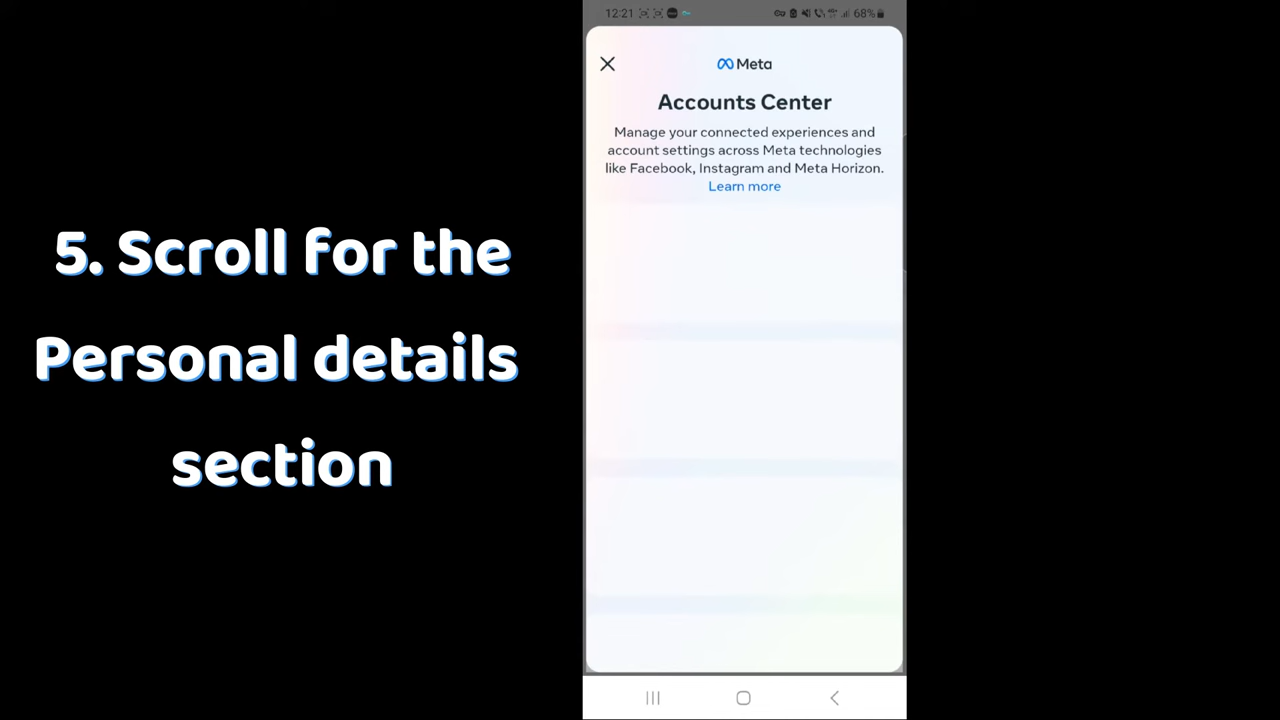 5. Scroll for the
Personal details
section
12:21
68%
Meta
Accounts Center
Manage your connected experiences and
account settings across Meta technologies
like Facebook, Instagram and Meta Horizon.
Learn more